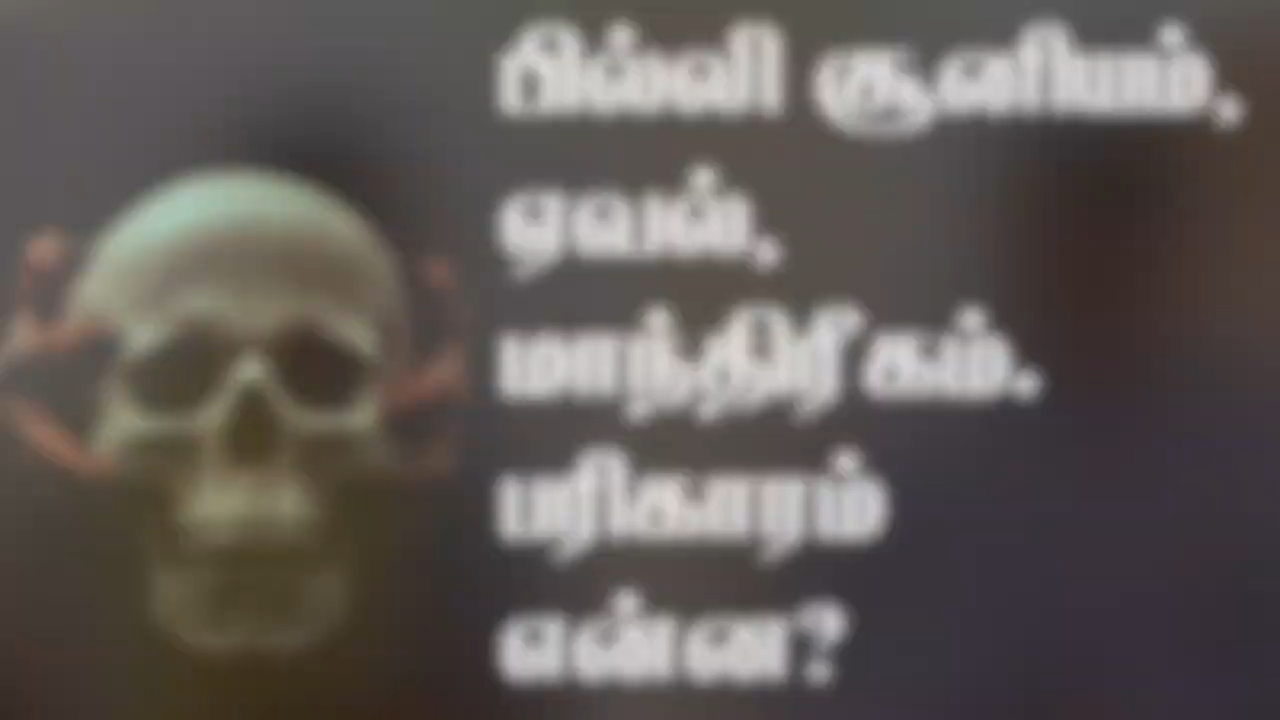 பில்லி சூனியம்,
ஏவல்,
மாந்திரீகம்.
பரிகாரம்
என்ன?